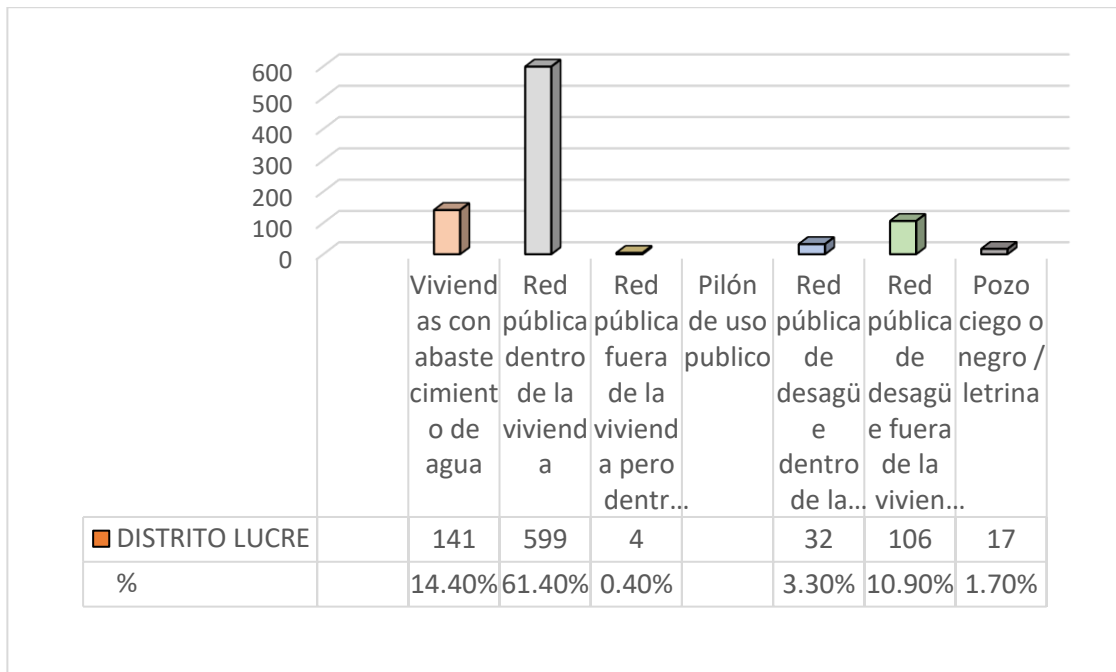 600
500
400
300
200
100
0
Viviend
as con
abaste
cimient
o de
agua
Red
pública
dentro
de la
viviend
a
Red
pública
fuera
de la
viviend
a pero
dentr...
Pilón
de uso
publico
Red
pública
de
desagü
e
dentro
de la...
Red
pública
de
desagü
e fuera
de la
vivien...
Pozo
ciego o
negro /
letrina
DISTRITO LUCRE 141 599 4 32 106 17
% 14.40% 61.40% 0.40% 3.30% 10.90% 1.70%